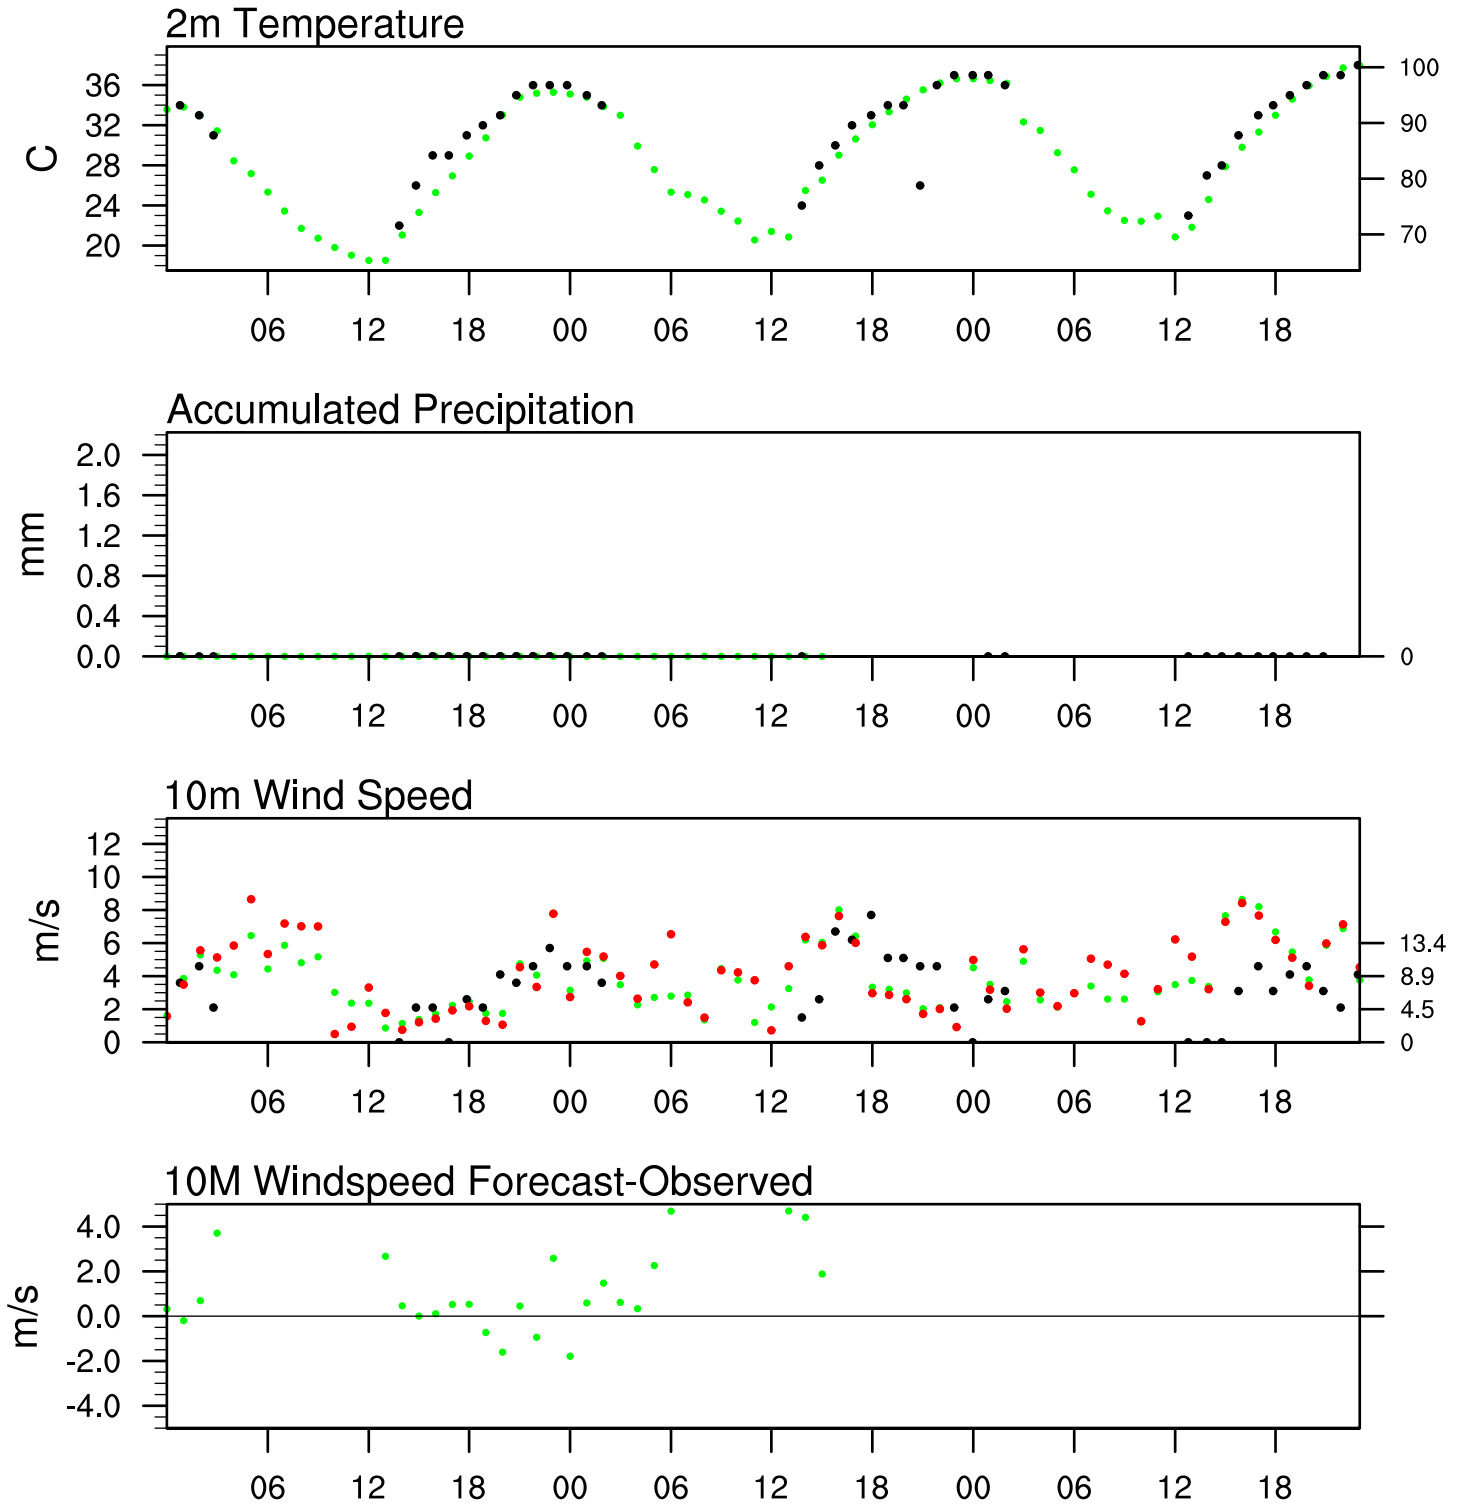 2m Temperature
36
32
28
24
20
C
100
90
80
70
06 12 18 00 06 12 18 00 06 12 18
Accumulated Precipitation
2.0
1.6
1.2
0.8
0.4
0.0
mm
0
06 12 18 00 06 12 18 00 06 12 18
10m Wind Speed
12
10
8
6
4
2
0
m/s
13.4
8.9
4.5
0
06 12 18 00 06 12 18 00 06 12 18
10M Windspeed Forecast-Observed
4.0
2.0
0.0
-2.0
-4.0
m/s
06 12 18 00 06 12 18 00 06 12 18